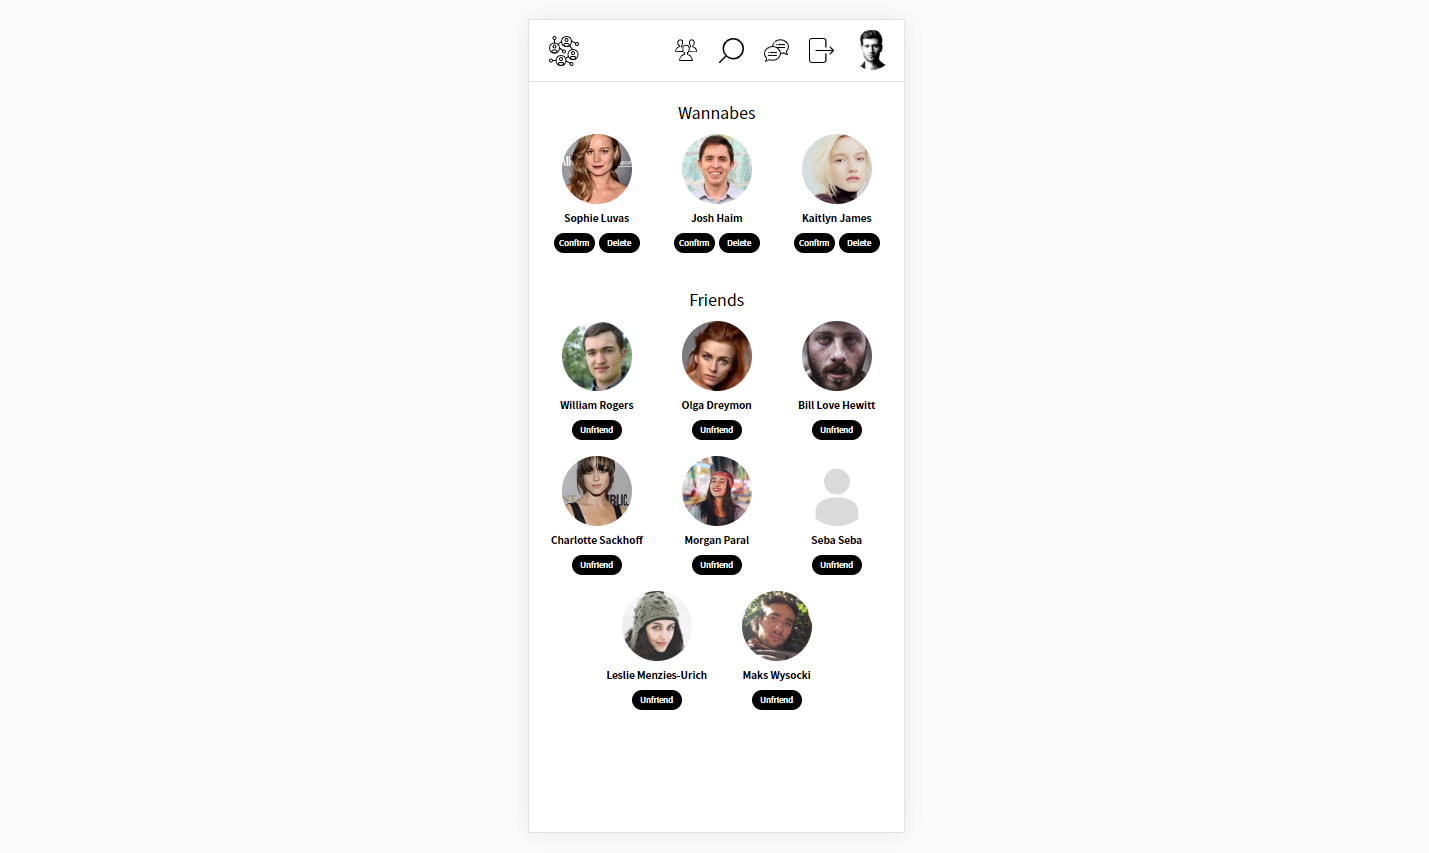 Wannabes
Sophie Luvas Josh Haim Kaitlyn James
Confirm Delete Confirm Delete Confirm Delete
Friends
William Rogers Olga Dreymon Bill Love Hewitt
Unfriend Unfriend Unfriend
Charlotte Sackhoff Morgan Paral Seba Seba
Unfriend Unfriend Unfriend
Leslie Menzies-Urich Maks Wysocki
Unfriend Unfriend